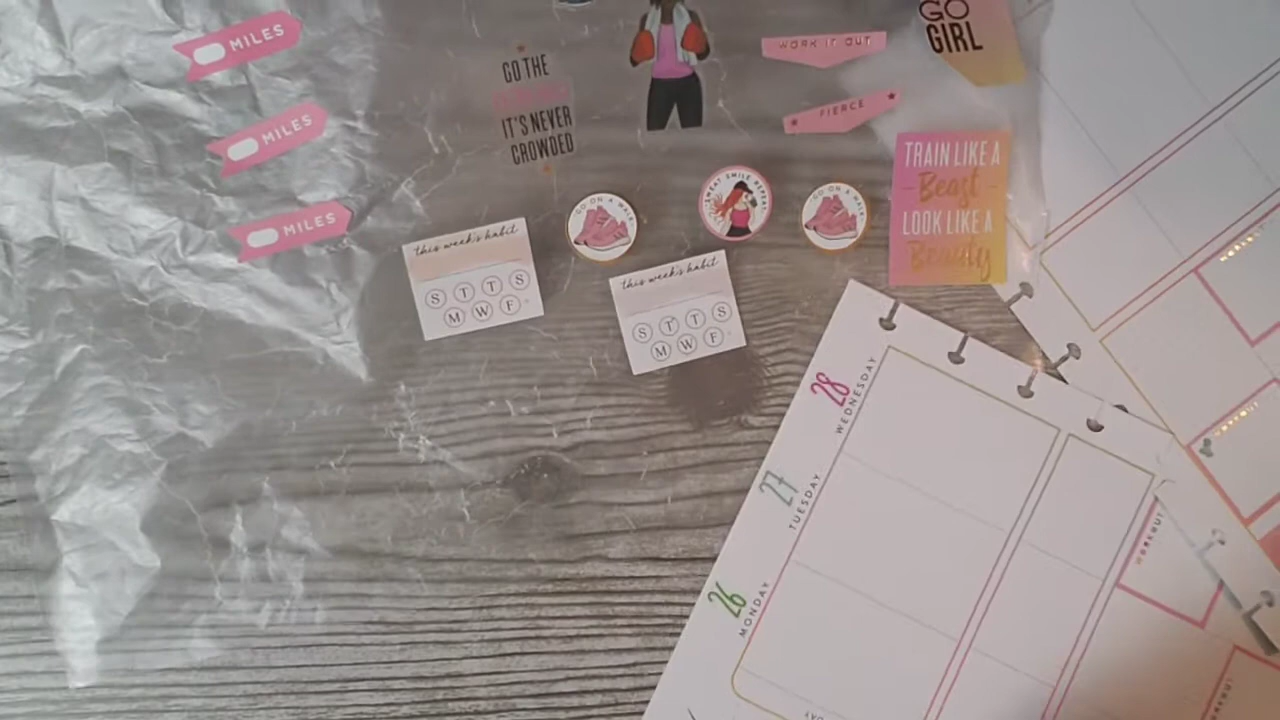 MILES
MILES
MILES
GO THE
IT'S NEVER
CROWDED
WORK IT OUT
FIERCE
GO
GIRL
TRAIN LIKE A
Beast
LOOK LIKE A
Beauty
GO ON A WALK
SWEAT SMILE REPEAT
GO ON A WALK
this week's habit
S T T S
M W F
this week's habit
S T T S
M W F
28
WEDNESDAY
27
TUESDAY
26
MONDAY
WORKOUT
WORKOUT